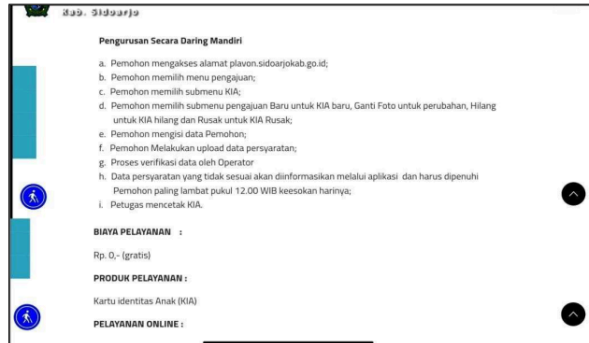 Kab. Sidoarjo
Pengurusan Secara Daring Mandiri
a. Pemohon mengakses alamat plavon.sidoarjokab.go.id;
b. Pemohon memilih menu pengajuan;
c. Pemohon memilih submenu KIA;
d. Pemohon memilih submenu pengajuan Baru untuk KIA baru, Ganti Foto untuk perubahan, Hilang
untuk KIA hilang dan Rusak untuk KIA Rusak;
e. Pemohon mengisi data Pemohon;
f. Pemohon Melakukan upload data persyaratan;
g. Proses verifikasi data oleh Operator
h. Data persyaratan yang tidak sesuai akan diinformasikan melalui aplikasi dan harus dipenuhi
Pemohon paling lambat pukul 12.00 WIB keesokan harinya;
i. Petugas mencetak KIA.
BIAYA PELAYANAN :
Rp. 0,- (gratis)
PRODUK PELAYANAN :
Kartu identitas Anak (KIA)
PELAYANAN ONLINE :